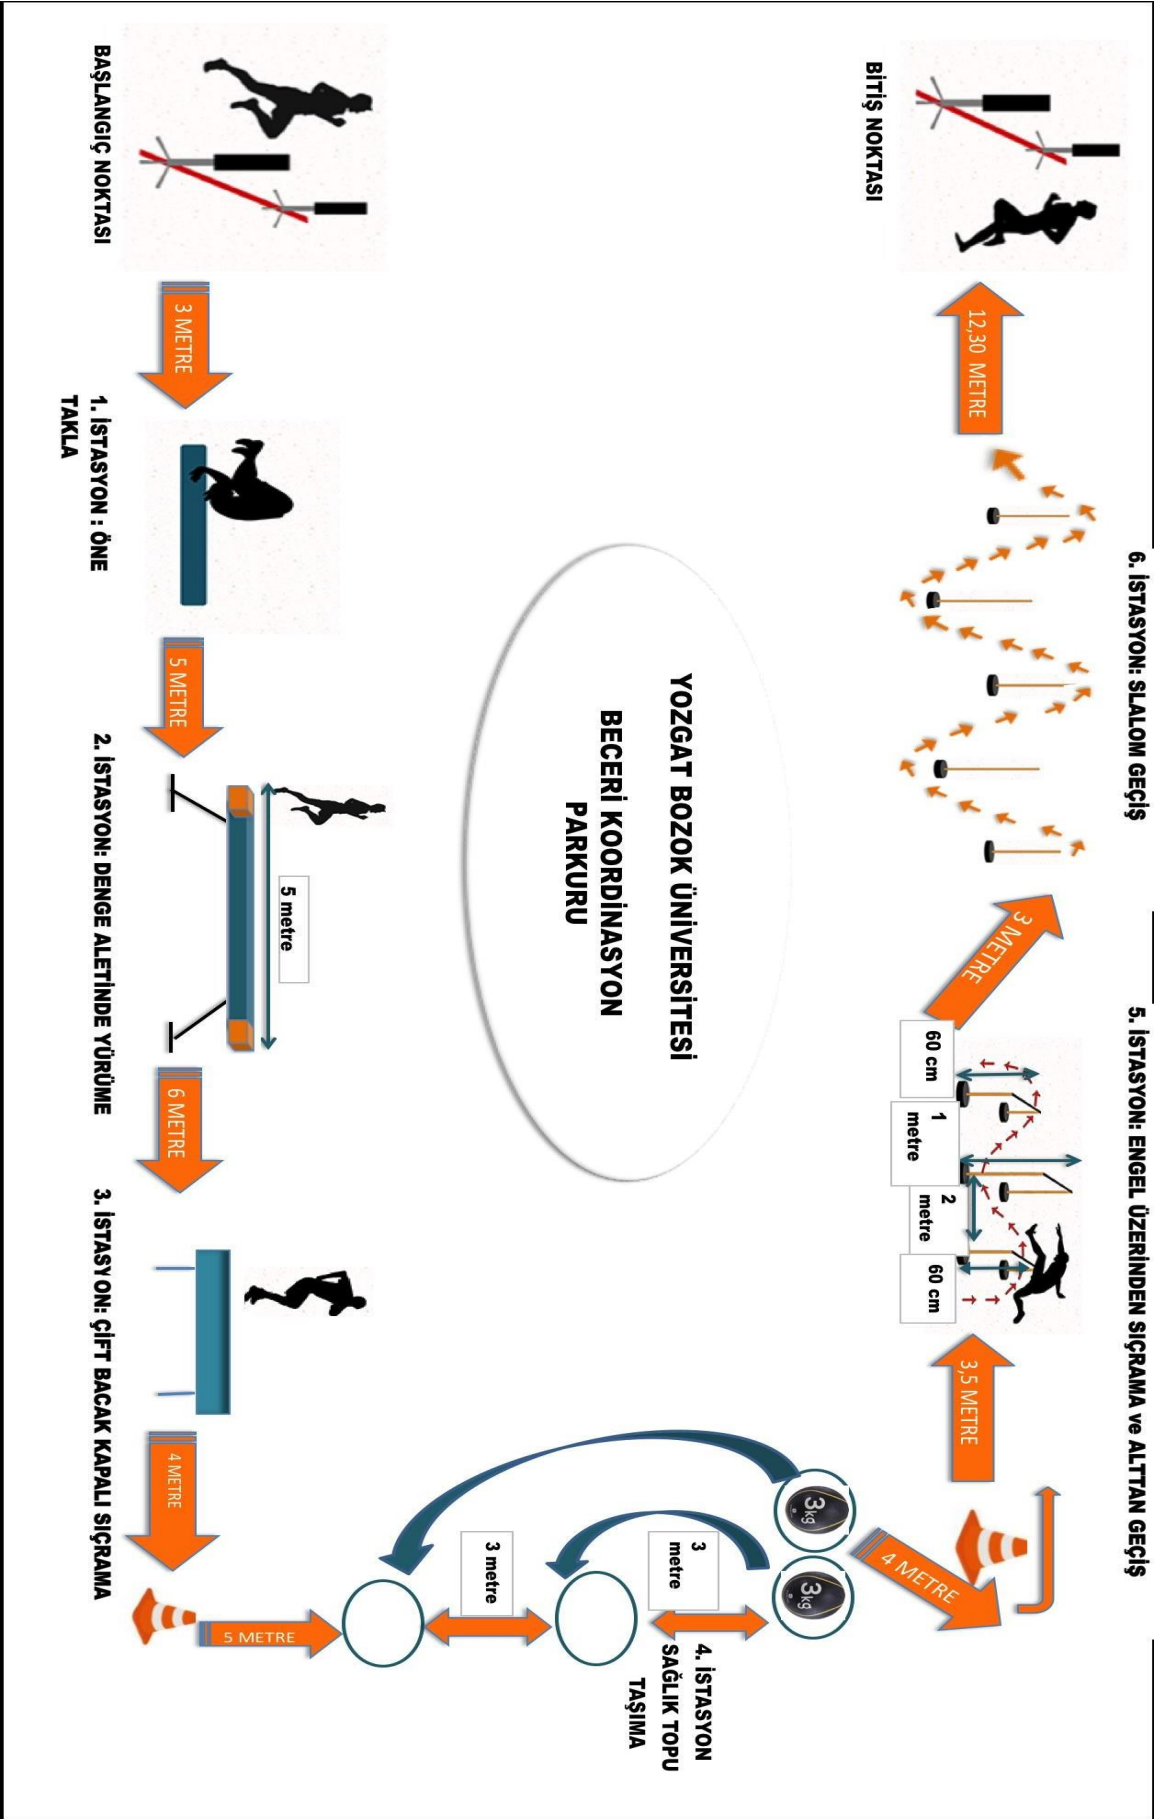 BAŞLANGIÇ NOKTASI
3 METRE
1. İSTASYON : ÖNE
TAKLA
5 METRE
2. İSTASYON: DENGE ALETİNDE YÜRÜME
5 metre
6 METRE
3. İSTASYON: ÇİFT BACAK KAPALI SIÇRAMA
4 METRE
5 METRE
3 metre
3
metre
4. İSTASYON
SAĞLIK TOPU
TAŞIMA
3kg
3kg
4 METRE
3,5 METRE
5. İSTASYON: ENGEL ÜZERİNDEN SIÇRAMA ve ALTTAN GEÇİŞ
60 cm
2
metre
1
metre
60 cm
3 METRE
6. İSTASYON: SLALOM GEÇİŞ
12,30 METRE
BİTİŞ NOKTASI
YOZGAT BOZOK ÜNİVERSİTESİ
BECERİ KOORDİNASYON
PARKURU